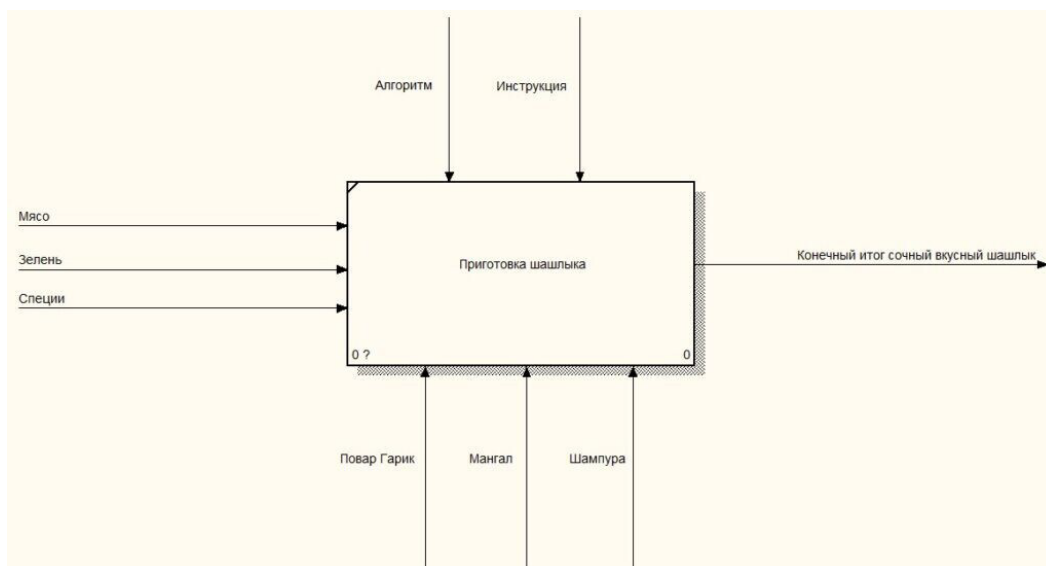 Алгоритм
Инструкция
Мясо
Зелень
Специи
Приготовка шашлыка
Конечный итог сочный вкусный шашлык
0 ?
0
Повар Гарик
Мангал
Шампура